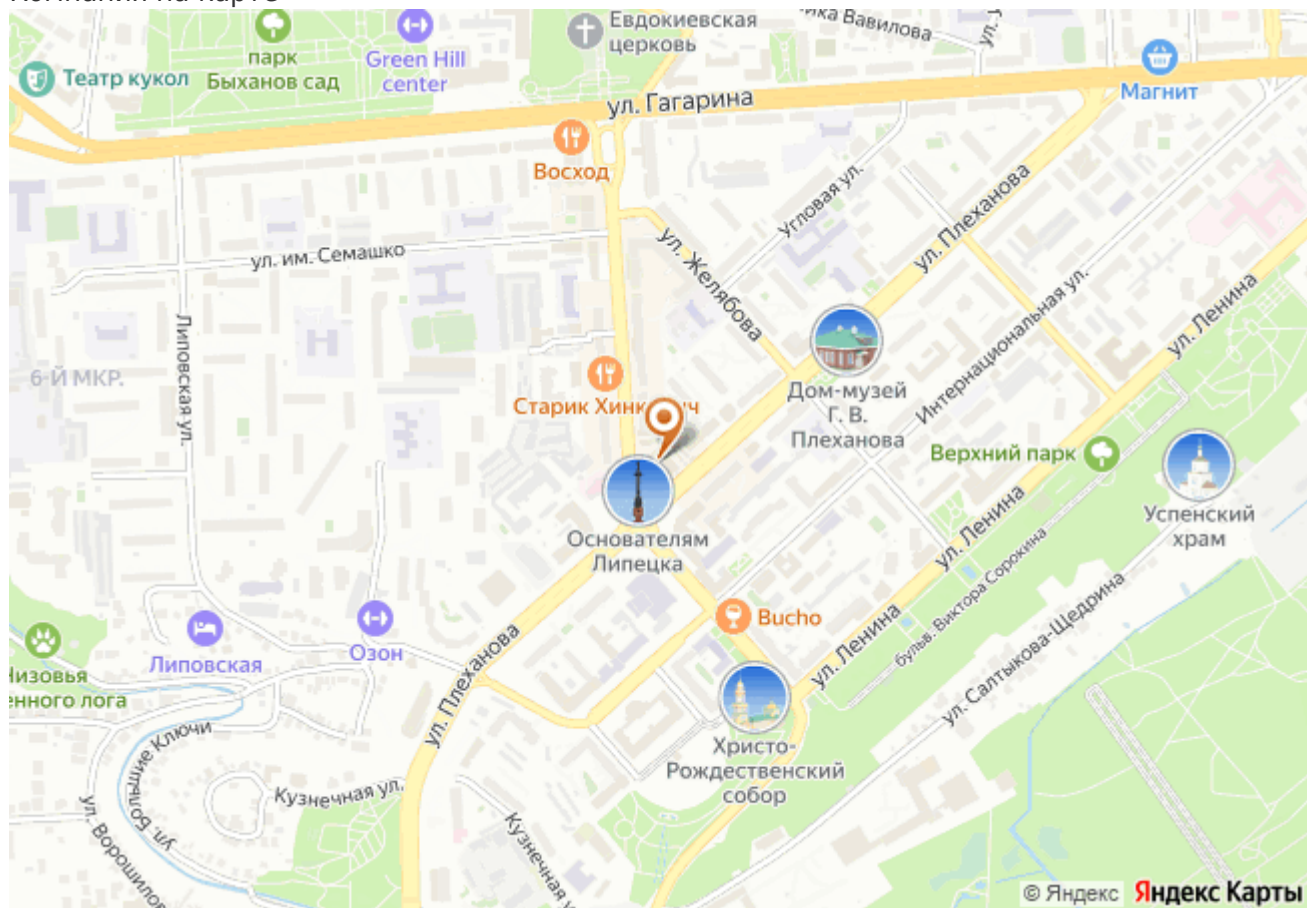 Евдокиевская
церковь
парк
Быханов сад
Green Hill
center
Театр кукол
Магнит
ул. Гагарина
Восход
Угловая ул.
ул. Плеханова
ул. им. Семашко
ул. Желябова
Интернациональная ул.
ул. Ленина
Липовская ул.
6-Й МКР.
Дом-музей
Г. В.
Плеханова
Верхний парк
Успенский
храм
Основателям
Липецка
ул. Ленина
бульв. Виктора Сорокина
ул. Салтыкова-Щедрина
Bucho
ул. Ленина
Липовская
Озон
ул. Плеханова
Христо-
Рождественский
собор
Кузнечная ул.
ул. Большие Ключи
© Яндекс Яндекс Карты